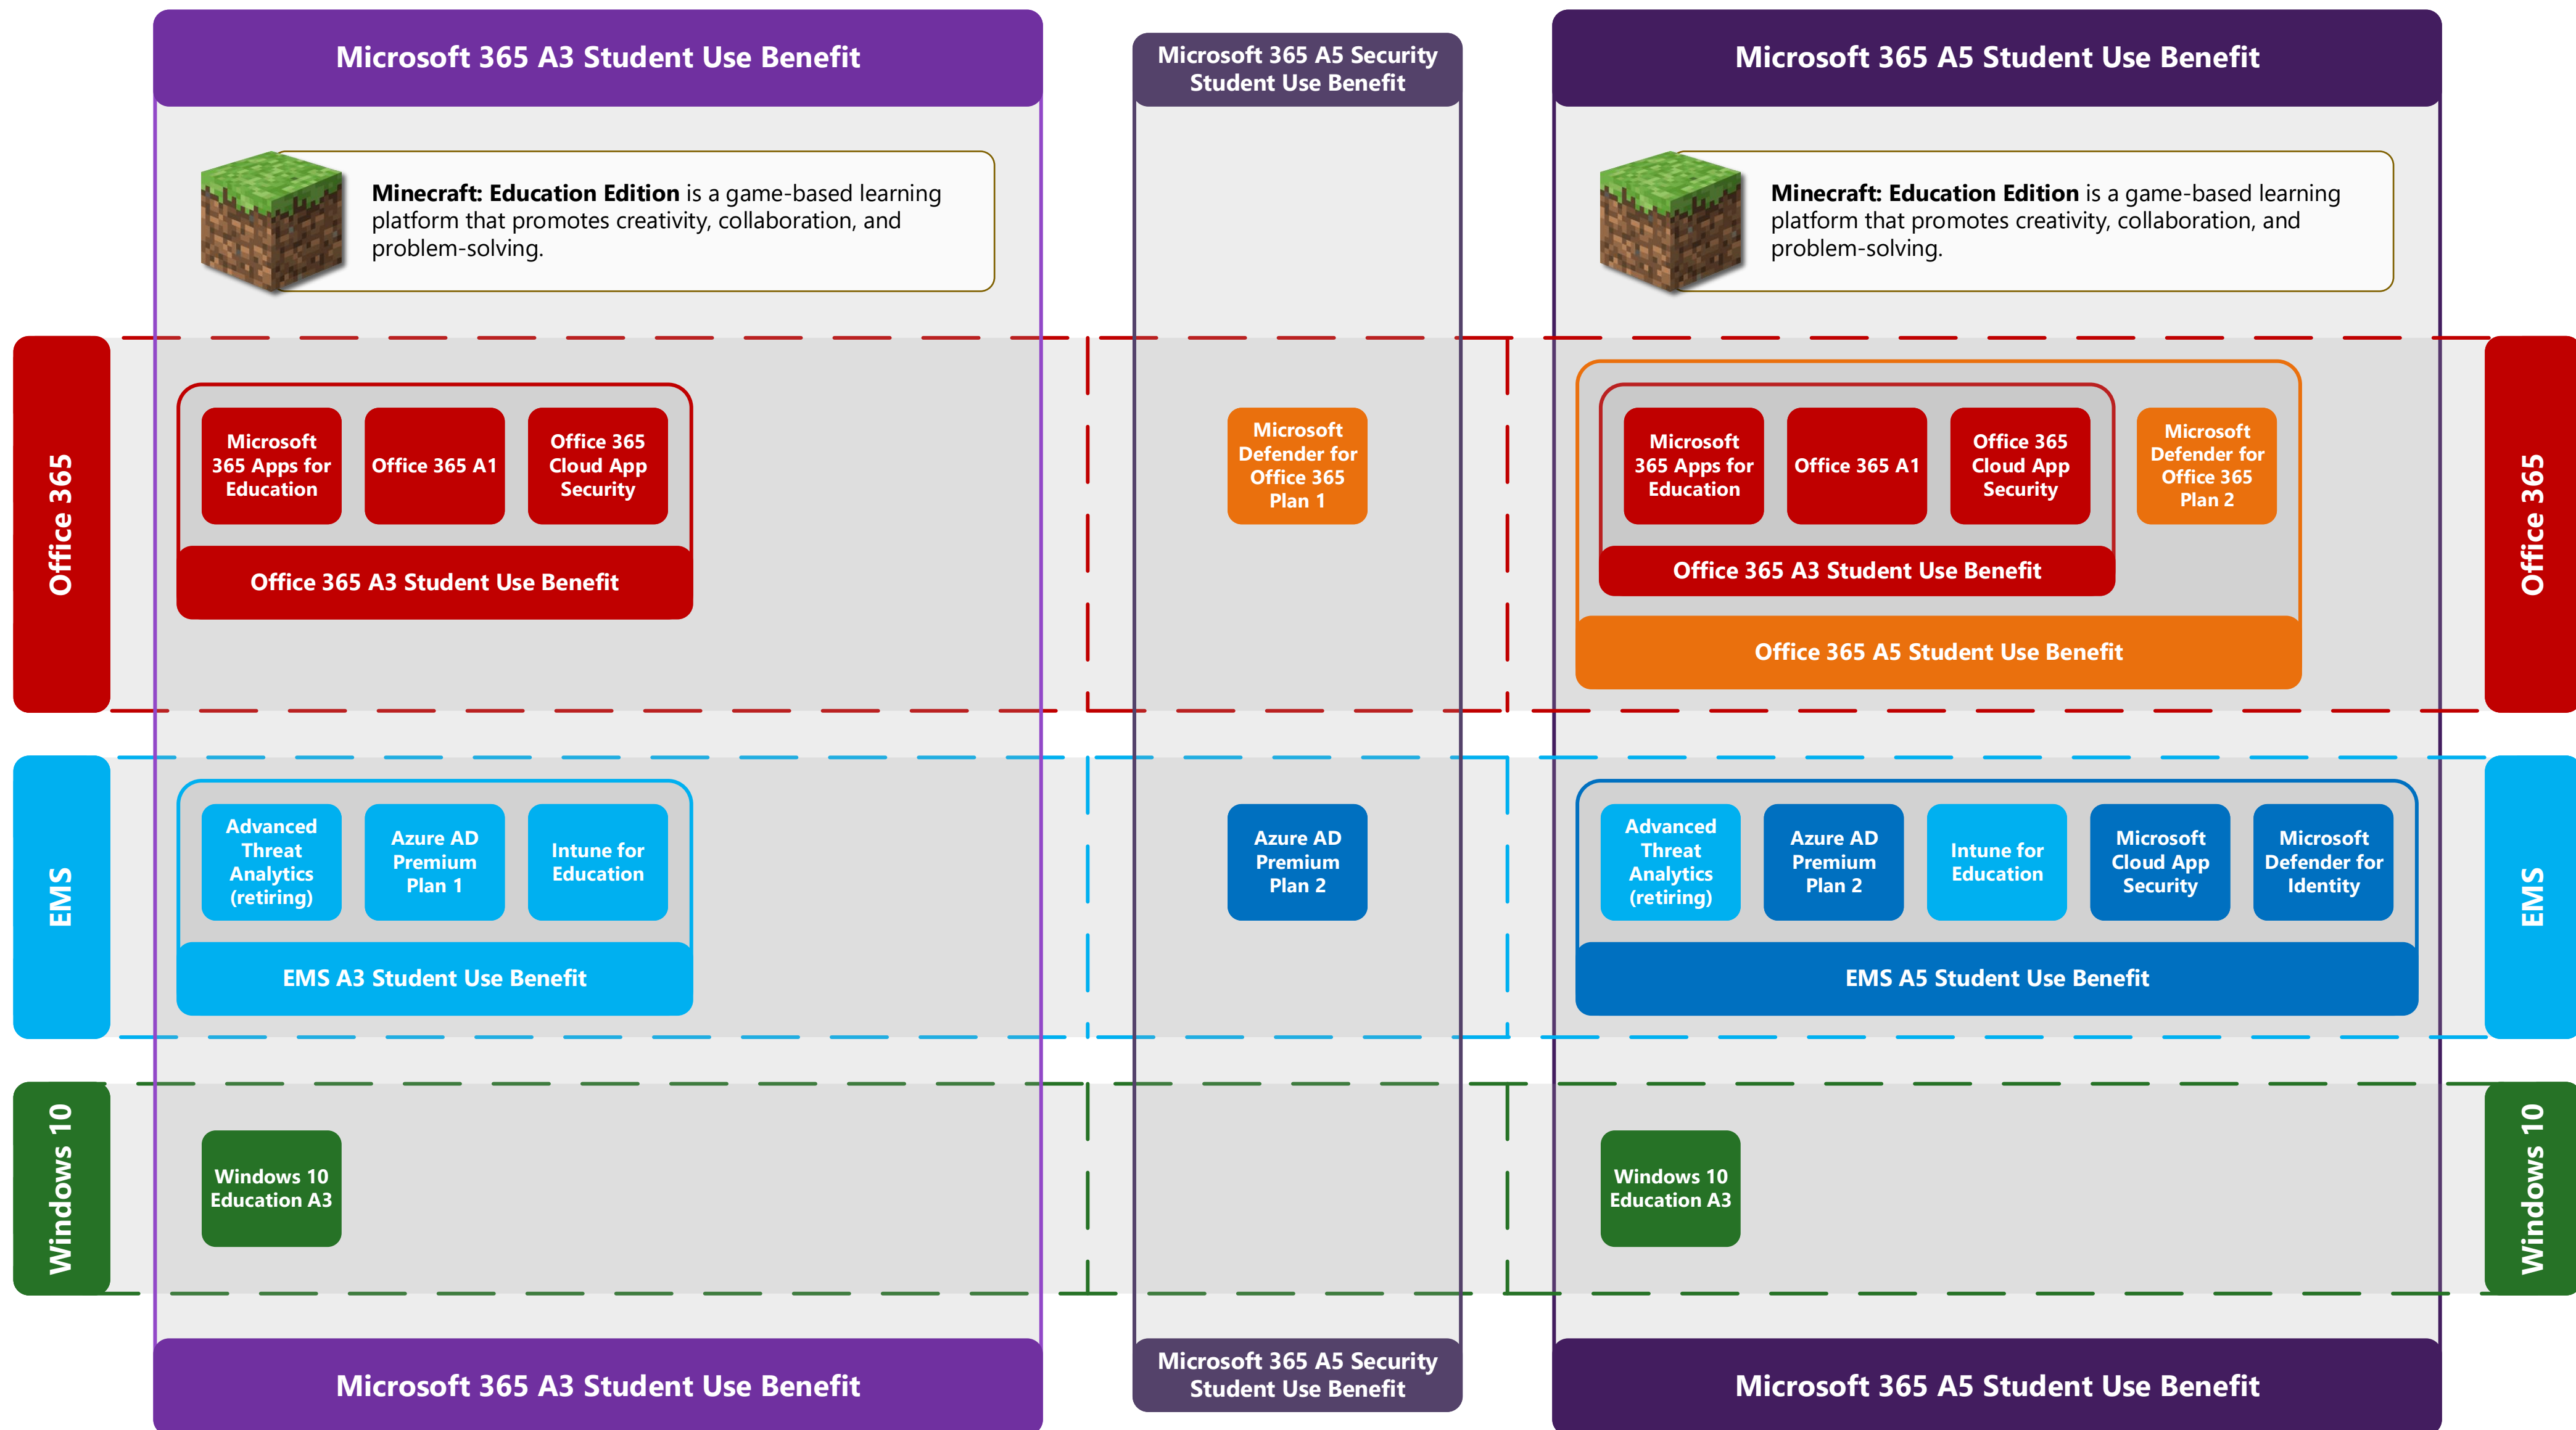 Microsoft 365 A3 Student Use Benefit
Microsoft 365 A5 Security
Student Use Benefit
Microsoft 365 A5 Student Use Benefit
Minecraft: Education Edition is a game-based learning
platform that promotes creativity, collaboration, and
problem-solving.
Minecraft: Education Edition is a game-based learning
platform that promotes creativity, collaboration, and
problem-solving.
Office 365
Microsoft
365 Apps for
Education
Office 365 A1
Office 365
Cloud App
Security
Office 365 A3 Student Use Benefit
Microsoft
Defender for
Office 365
Plan 1
Microsoft
365 Apps for
Education
Office 365 A1
Office 365
Cloud App
Security
Microsoft
Defender for
Office 365
Plan 2
Office 365 A3 Student Use Benefit
Office 365 A5 Student Use Benefit
Office 365
EMS
Advanced
Threat
Analytics
(retiring)
Azure AD
Premium
Plan 1
Intune for
Education
EMS A3 Student Use Benefit
Azure AD
Premium
Plan 2
Advanced
Threat
Analytics
(retiring)
Azure AD
Premium
Plan 2
Intune for
Education
Microsoft
Cloud App
Security
Microsoft
Defender for
Identity
EMS A5 Student Use Benefit
EMS
Windows 10
Windows 10
Education A3
Windows 10
Education A3
Windows 10
Microsoft 365 A3 Student Use Benefit
Microsoft 365 A5 Security
Student Use Benefit
Microsoft 365 A5 Student Use Benefit